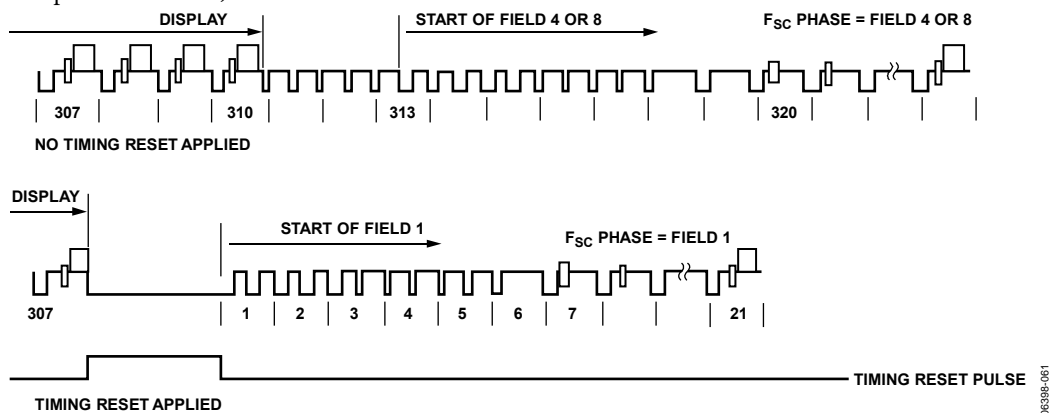 DISPLAY START OF FIELD 4 OR 8 FSC PHASE = FIELD 4 OR 8
307 310 313 320
NO TIMING RESET APPLIED
DISPLAY
START OF FIELD 1 FSC PHASE = FIELD 1
307 1 2 3 4 5 6 7 21
TIMING RESET PULSE
TIMING RESET APPLIED
06398-061